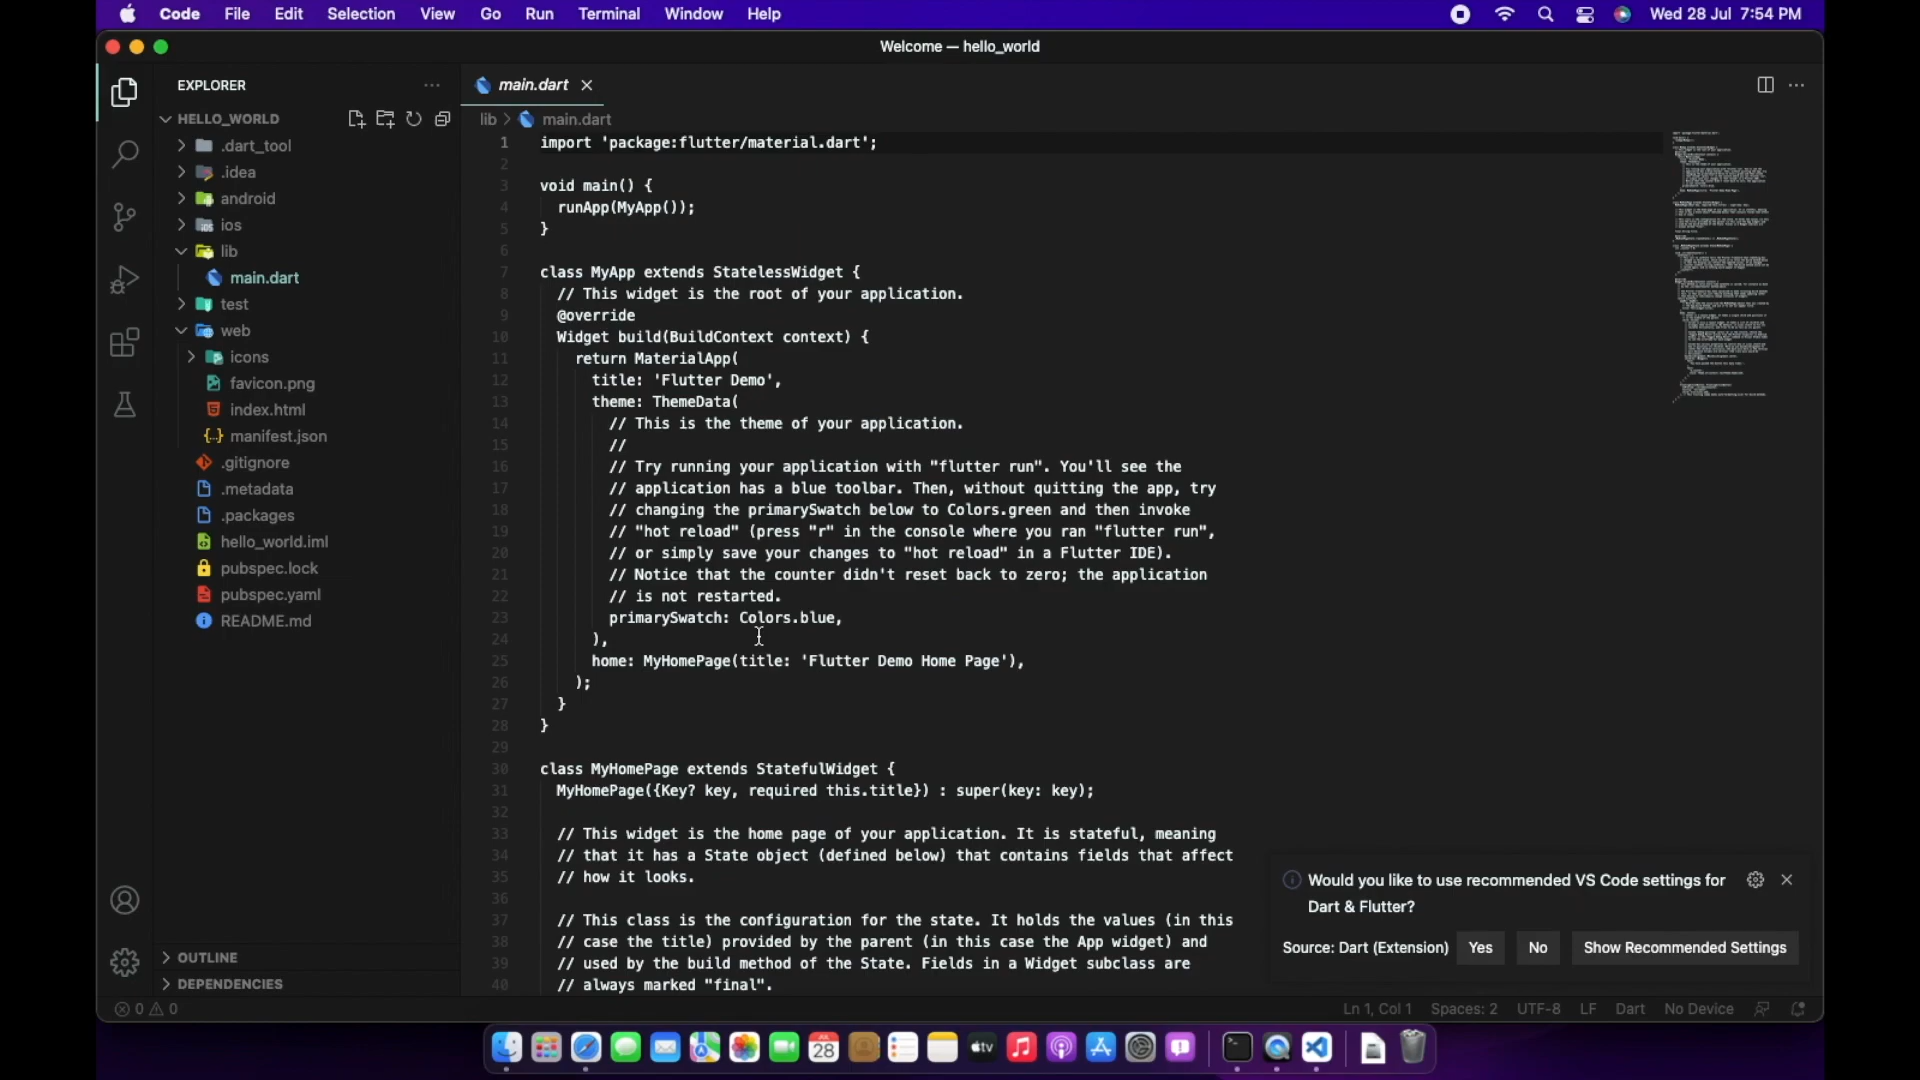 Code File Edit Selection View Go Run Terminal Window Help Wed 28 Jul 7:54 PM
Welcome — hello_world
EXPLORER
HELLO_WORLD
.dart_tool
.idea
android
ios
lib
main.dart
test
web
icons
favicon.png
index.html
manifest.json
.gitignore
.metadata
.packages
hello_world.iml
pubspec.lock
pubspec.yaml
README.md
OUTLINE
DEPENDENCIES
main.dart
lib > main.dart
1 import 'package:flutter/material.dart';
2
3 void main() {
4 runApp(MyApp());
5 }
6
7 class MyApp extends StatelessWidget {
8 // This widget is the root of your application.
9 @override
10 Widget build(BuildContext context) {
11 return MaterialApp(
12 title: 'Flutter Demo',
13 theme: ThemeData(
14 // This is the theme of your application.
15 //
16 // Try running your application with "flutter run". You'll see the
17 // application has a blue toolbar. Then, without quitting the app, try
18 // changing the primarySwatch below to Colors.green and then invoke
19 // "hot reload" (press "r" in the console where you ran "flutter run",
20 // or simply save your changes to "hot reload" in a Flutter IDE).
21 // Notice that the counter didn't reset back to zero; the application
22 // is not restarted.
23 primarySwatch: Colors.blue,
24 ),
25 home: MyHomePage(title: 'Flutter Demo Home Page'),
26 );
27 }
28 }
29
30 class MyHomePage extends StatefulWidget {
31 MyHomePage({Key? key, required this.title}) : super(key: key);
32
33 // This widget is the home page of your application. It is stateful, meaning
34 // that it has a State object (defined below) that contains fields that affect
35 // how it looks.
36
37 // This class is the configuration for the state. It holds the values (in this
38 // case the title) provided by the parent (in this case the App widget) and
39 // used by the build method of the State. Fields in a Widget subclass are
40 // always marked "final".
Would you like to use recommended VS Code settings for
Dart & Flutter?
Source: Dart (Extension) Yes No Show Recommended Settings
0 0 Ln 1, Col 1 Spaces: 2 UTF-8 LF Dart No Device
28
tv